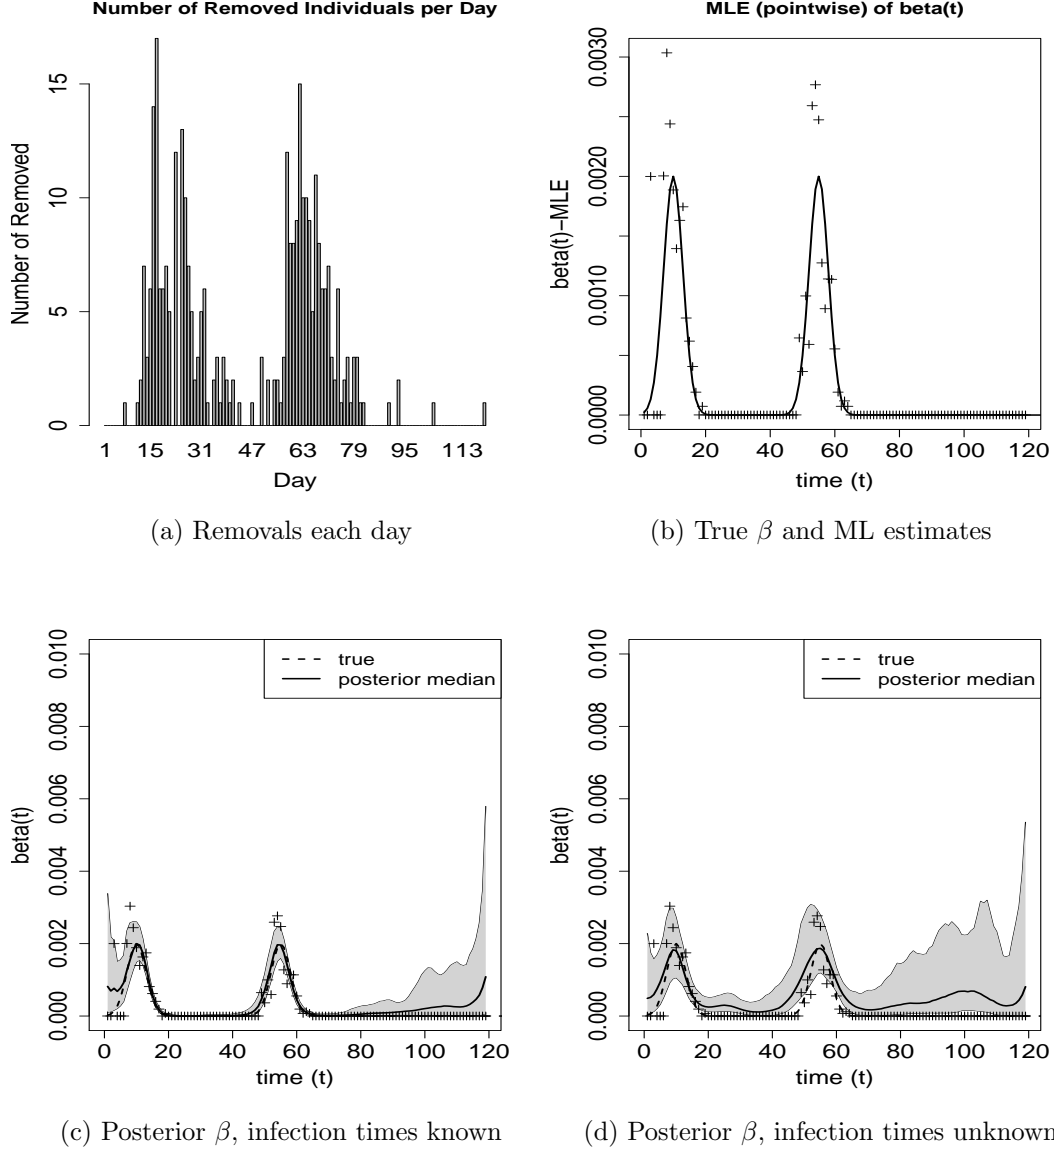 Number of Removed Individuals per Day
Number of Removed
0
5
10
15
1 15 31 47 63 79 95 113
Day
(a) Removals each day
MLE (pointwise) of beta(t)
beta(t)−MLE
0.0000
0.0010
0.0020
0.0030
0 20 40 60 80 100 120
time (t)
(b) True β and ML estimates
true
posterior median
beta(t)
0.000
0.002
0.004
0.006
0.008
0.010
0 20 40 60 80 100 120
time (t)
(c) Posterior β, infection times known
true
posterior median
beta(t)
0.000
0.002
0.004
0.006
0.008
0.010
0 20 40 60 80 100 120
time (t)
(d) Posterior β, infection times unknown